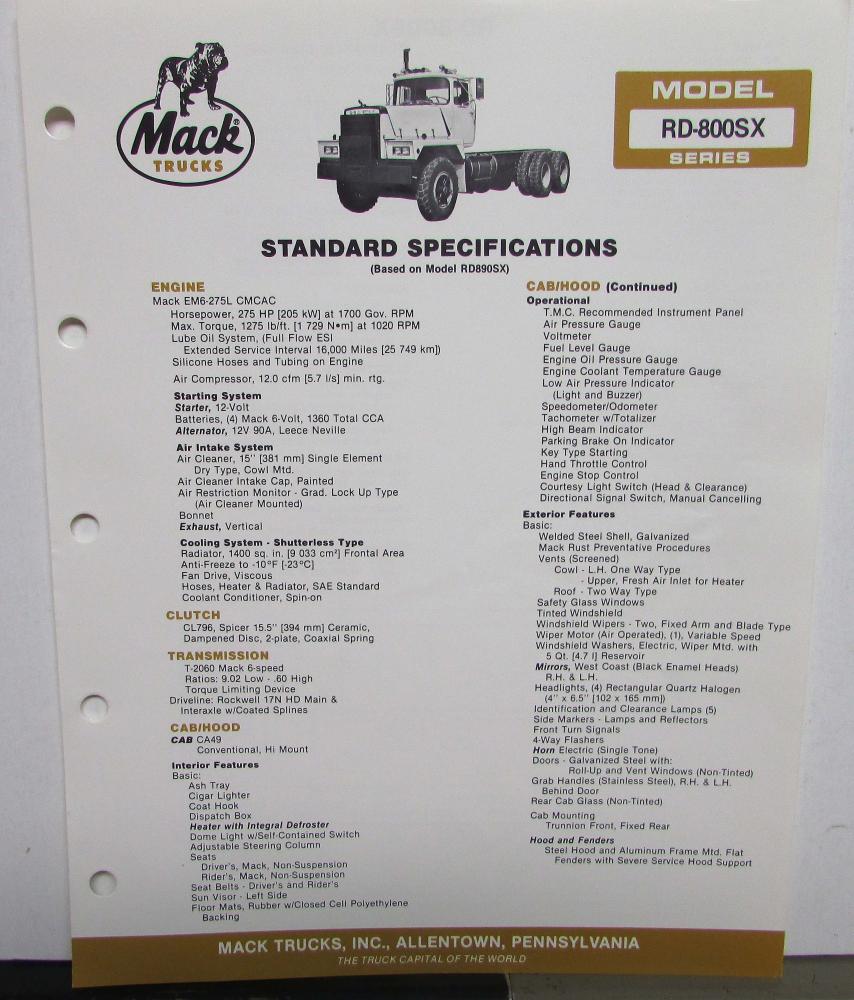 Mack®
TRUCKS
MODEL
RD-800SX
SERIES
STANDARD SPECIFICATIONS
(Based on Model RD890SX)
ENGINE
Mack EM6-275L CMCAC
Horsepower, 275 HP [205 kW] at 1700 Gov. RPM
Max. Torque, 1275 lb/ft. [1 729 N•m] at 1020 RPM
Lube Oil System, (Full Flow ESI
Extended Service Interval 16,000 Miles [25 749 km])
Silicone Hoses and Tubing on Engine
Air Compressor, 12.0 cfm [5.7 l/s] min. rtg.
Starting System
Starter, 12-Volt
Batteries, (4) Mack 6-Volt, 1360 Total CCA
Alternator, 12V 90A, Leece Neville
Air Intake System
Air Cleaner, 15" [381 mm] Single Element
Dry Type, Cowl Mtd.
Air Cleaner Intake Cap, Painted
Air Restriction Monitor - Grad. Lock Up Type
(Air Cleaner Mounted)
Bonnet
Exhaust, Vertical
Cooling System - Shutterless Type
Radiator, 1400 sq. in. [9 033 cm²] Frontal Area
Anti-Freeze to -10°F [-23°C]
Fan Drive, Viscous
Hoses, Heater & Radiator, SAE Standard
Coolant Conditioner, Spin-on
CLUTCH
CL796, Spicer 15.5" [394 mm] Ceramic,
Dampened Disc, 2-plate, Coaxial Spring
TRANSMISSION
T-2060 Mack 6-speed
Ratios: 9.02 Low - .60 High
Torque Limiting Device
Driveline: Rockwell 17N HD Main &
Interaxle w/Coated Splines
CAB/HOOD
CAB CA49
Conventional, Hi Mount
Interior Features
Basic:
Ash Tray
Cigar Lighter
Coat Hook
Dispatch Box
Heater with Integral Defroster
Dome Light w/Self-Contained Switch
Adjustable Steering Column
Seats
Driver's, Mack, Non-Suspension
Rider's, Mack, Non-Suspension
Seat Belts - Driver's and Rider's
Sun Visor - Left Side
Floor Mats, Rubber w/Closed Cell Polyethylene
Backing
CAB/HOOD (Continued)
Operational
T.M.C. Recommended Instrument Panel
Air Pressure Gauge
Voltmeter
Fuel Level Gauge
Engine Oil Pressure Gauge
Engine Coolant Temperature Gauge
Low Air Pressure Indicator
(Light and Buzzer)
Speedometer/Odometer
Tachometer w/Totalizer
High Beam Indicator
Parking Brake On Indicator
Key Type Starting
Hand Throttle Control
Engine Stop Control
Courtesy Light Switch (Head & Clearance)
Directional Signal Switch, Manual Cancelling
Exterior Features
Basic:
Welded Steel Shell, Galvanized
Mack Rust Preventative Procedures
Vents (Screened)
Cowl - L.H. One Way Type
- Upper, Fresh Air Inlet for Heater
Roof - Two Way Type
Safety Glass Windows
Tinted Windshield
Windshield Wipers - Two, Fixed Arm and Blade Type
Wiper Motor (Air Operated), (1), Variable Speed
Windshield Washers, Electric, Wiper Mtd. with
5 Qt. [4.7 l] Reservoir
Mirrors, West Coast (Black Enamel Heads)
R.H. & L.H.
Headlights, (4) Rectangular Quartz Halogen
(4" x 6.5" [102 x 165 mm])
Identification and Clearance Lamps (5)
Side Markers - Lamps and Reflectors
Front Turn Signals
4-Way Flashers
Horn Electric (Single Tone)
Doors - Galvanized Steel with:
Roll-Up and Vent Windows (Non-Tinted)
Grab Handles (Stainless Steel), R.H. & L.H.
Behind Door
Rear Cab Glass (Non-Tinted)
Cab Mounting
Trunnion Front, Fixed Rear
Hood and Fenders
Steel Hood and Aluminum Frame Mtd. Flat
Fenders with Severe Service Hood Support
MACK TRUCKS, INC., ALLENTOWN, PENNSYLVANIA
THE TRUCK CAPITAL OF THE WORLD